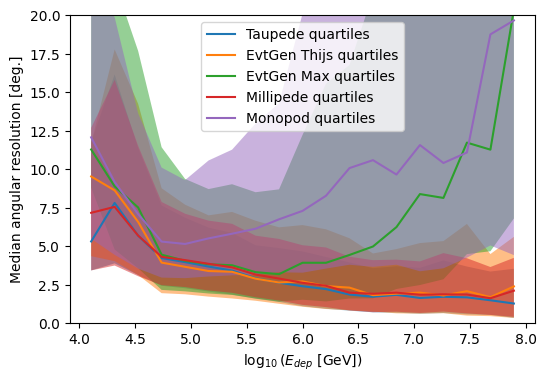 20.0
17.5
15.0
12.5
10.0
7.5
5.0
2.5
0.0
Median angular resolution [deg.]
Taupede quartiles
EvtGen Thijs quartiles
EvtGen Max quartiles
Millipede quartiles
Monopod quartiles
4.0 4.5 5.0 5.5 6.0 6.5 7.0 7.5 8.0
log₁₀ (E_dep [GeV])